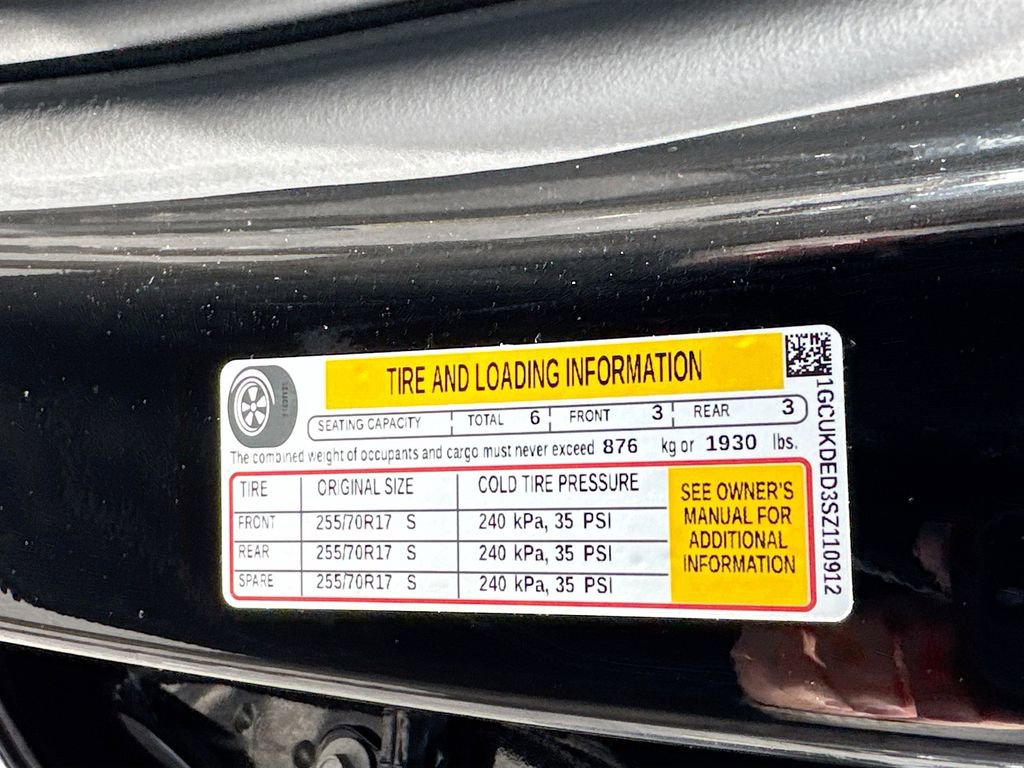 TIRE AND LOADING INFORMATION
SEATING CAPACITY TOTAL 6 FRONT 3 REAR 3
The combined weight of occupants and cargo must never exceed 876 kg or 1930 lbs.
TIRE ORIGINAL SIZE COLD TIRE PRESSURE
FRONT 255/70R17 S 240 kPa, 35 PSI
REAR 255/70R17 S 240 kPa, 35 PSI
SPARE 255/70R17 S 240 kPa, 35 PSI
SEE OWNER'S
MANUAL FOR
ADDITIONAL
INFORMATION
1GCUKDED3SZ110912